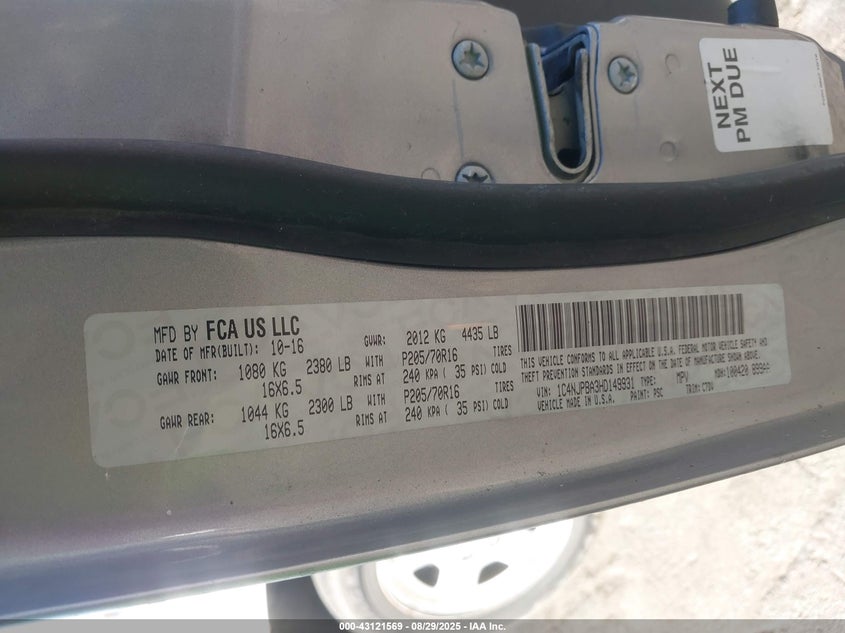 NEXT
PM DUE
MFD BY FCA US LLC
DATE OF MFR(BUILT): 10-16 GVWR: 2012 KG 4435 LB
GAWR FRONT: 1080 KG 2380 LB WITH P205/70R16 TIRES
16X6.5 RIMS AT 240 KPA ( 35 PSI) COLD
GAWR REAR: 1044 KG 2300 LB WITH P205/70R16 TIRES
16X6.5 RIMS AT 240 KPA ( 35 PSI) COLD
THIS VEHICLE CONFORMS TO ALL APPLICABLE U.S.A. FEDERAL MOTOR VEHICLE SAFETY AND
THEFT PREVENTION STANDARDS IN EFFECT ON THE DATE OF MANUFACTURE SHOWN ABOVE.
VIN: 1C4NJPBA3HD149931 TYPE: MPV MDH: 100420 899AA
VEHICLE MADE IN U.S.A. PAINT: PSC TRIM: C7DV
000-43121569 - 08/29/2025 - IAA Inc.